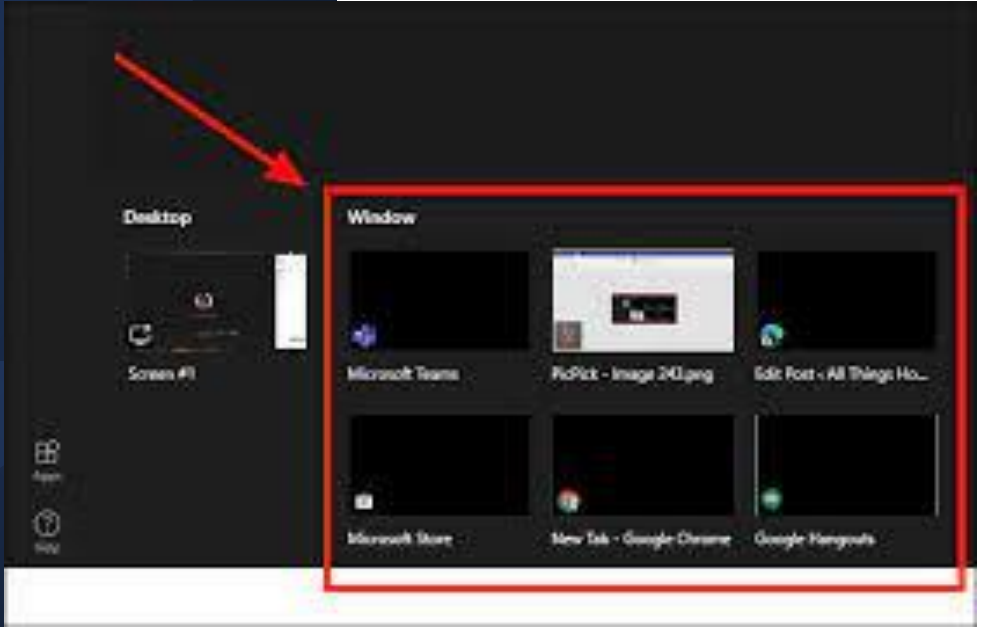 Desktop
Window
Screen #1
Microsoft Teams
PicPick - Image 243.png
Edit Post ‹ All Things Ho...
Apps
Microsoft Store
New Tab - Google Chrome
Google Hangouts
Help